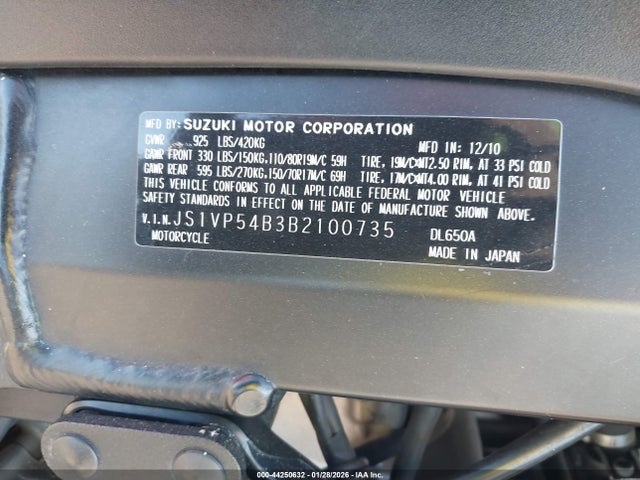 MFD BY: SUZUKI MOTOR CORPORATION
GVWR 925 LBS/420KG MFD IN: 12/10
GAWR FRONT 330 LBS/150KG,110/80R19M/C 59H TIRE, 19M/C×MT2.50 RIM, AT 33 PSI COLD
GAWR REAR 595 LBS/270KG,150/70R17M/C 69H TIRE, 17M/C×MT4.00 RIM, AT 41 PSI COLD
THIS VEHICLE CONFORMS TO ALL APPLICABLE FEDERAL MOTOR VEHICLE
SAFETY STANDARDS IN EFFECT ON THE DATE OF MANUFACTURE SHOWN ABOVE.
V.I.N. JS1VP54B3B2100735 DL650A
MOTORCYCLE MADE IN JAPAN
000-44250632 - 01/28/2026 - IAA Inc.